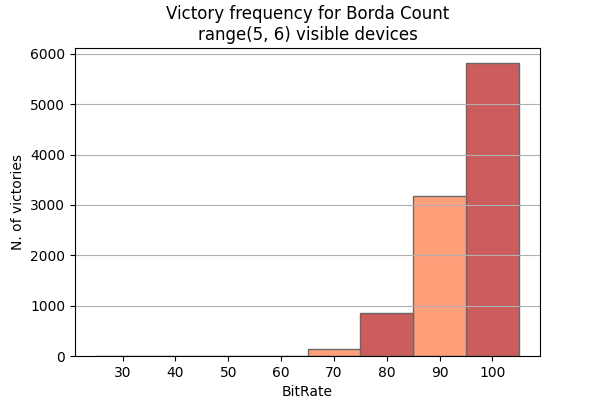 Victory frequency for Borda Count
range(5, 6) visible devices
6000
5000
4000
3000
2000
1000
0
N. of victories
30 40 50 60 70 80 90 100
BitRate